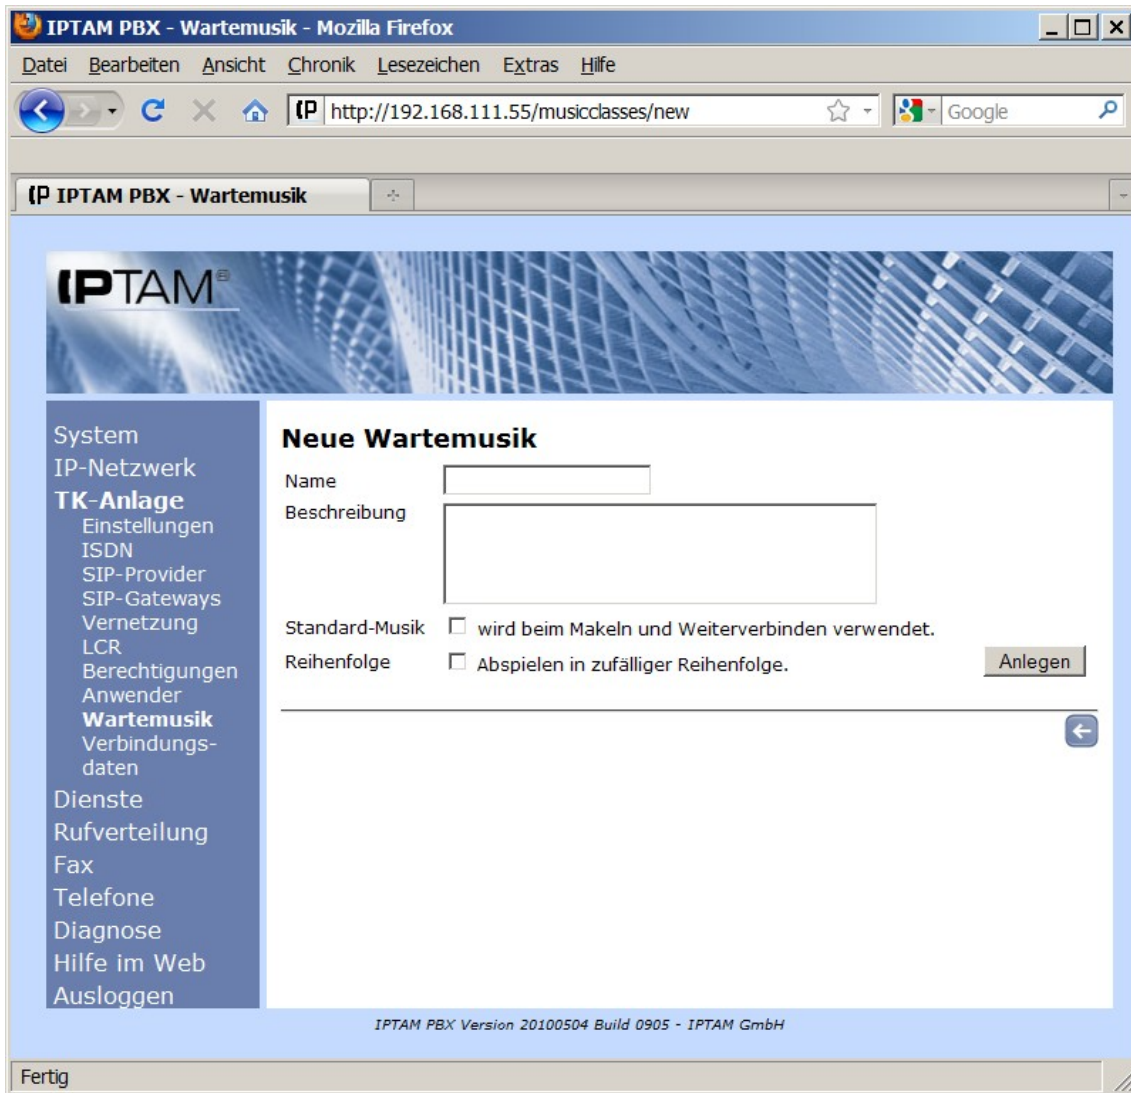 IPTAM PBX - Wartemusik - Mozilla Firefox
Datei Bearbeiten Ansicht Chronik Lesezeichen Extras Hilfe
http://192.168.111.55/musicclasses/new Google
IPTAM PBX - Wartemusik
IPTAM®
System
IP-Netzwerk
TK-Anlage
Einstellungen
ISDN
SIP-Provider
SIP-Gateways
Vernetzung
LCR
Berechtigungen
Anwender
Wartemusik
Verbindungs-
daten
Dienste
Rufverteilung
Fax
Telefone
Diagnose
Hilfe im Web
Ausloggen
Neue Wartemusik
Name
Beschreibung
Standard-Musik wird beim Makeln und Weiterverbinden verwendet.
Reihenfolge Abspielen in zufälliger Reihenfolge. Anlegen
IPTAM PBX Version 20100504 Build 0905 - IPTAM GmbH
Fertig